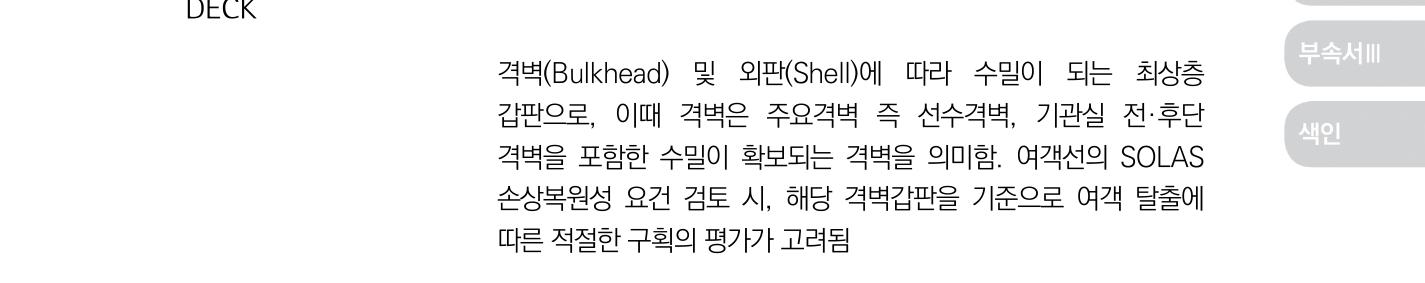 DECK
격벽(Bulkhead) 및 외판(Shell)에 따라 수밀이 되는 최상층
갑판으로, 이때 격벽은 주요격벽 즉 선수격벽, 기관실 전·후단
격벽을 포함한 수밀이 확보되는 격벽을 의미함. 여객선의 SOLAS
손상복원성 요건 검토 시, 해당 격벽갑판을 기준으로 여객 탈출에
따른 적절한 구획의 평가가 고려됨
부속서Ⅲ
색인